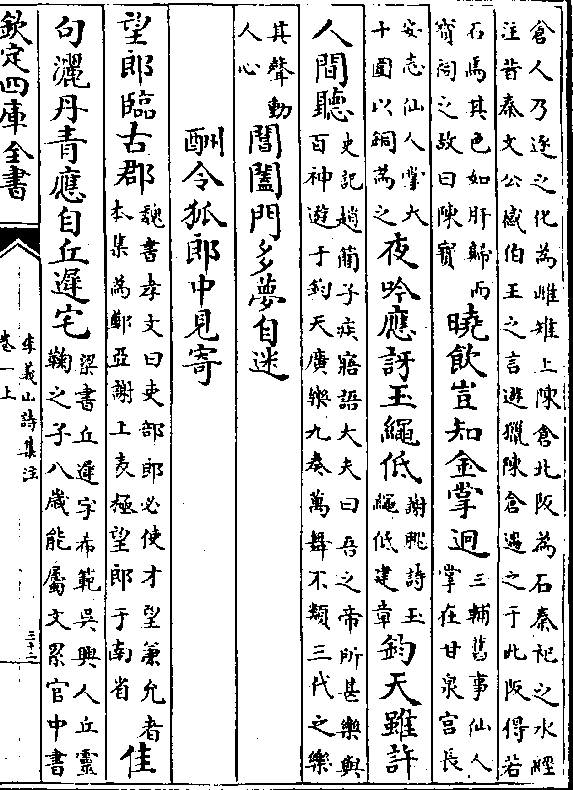 倉人乃逐之化為雌雉上陳倉北阪為石秦祀之水經
注昔秦文公感伯王之言遊獵陳倉遇之于此阪得若
石焉其色如肝歸而
寳祠之故曰陳寳
曉飲豈知金掌迥
三輔舊事仙人
掌在甘泉宮長
安志仙人掌大
十圍以銅為之
夜吟應訝玉繩低
謝朓詩玉
繩低建章
鈞天雖許
人間聽
史記趙簡子疾寤語大夫曰吾之帝所甚樂與
百神遊于鈞天廣樂九奏萬舞不類三代之樂
其聲動
人心
閶闔門多夢自迷
酬令狐郎中見寄
望郎臨古郡
魏書孝文曰吏部郎必使才望兼允者
本集為鄭亞謝上表極望郎于南省
佳
句灑丹青應自丘遲宅
梁書丘遲字希範吳興人丘靈
鞠之子八歲能屬文累官中書
欽定四庫全書
李義山詩集注
卷一上
三十二